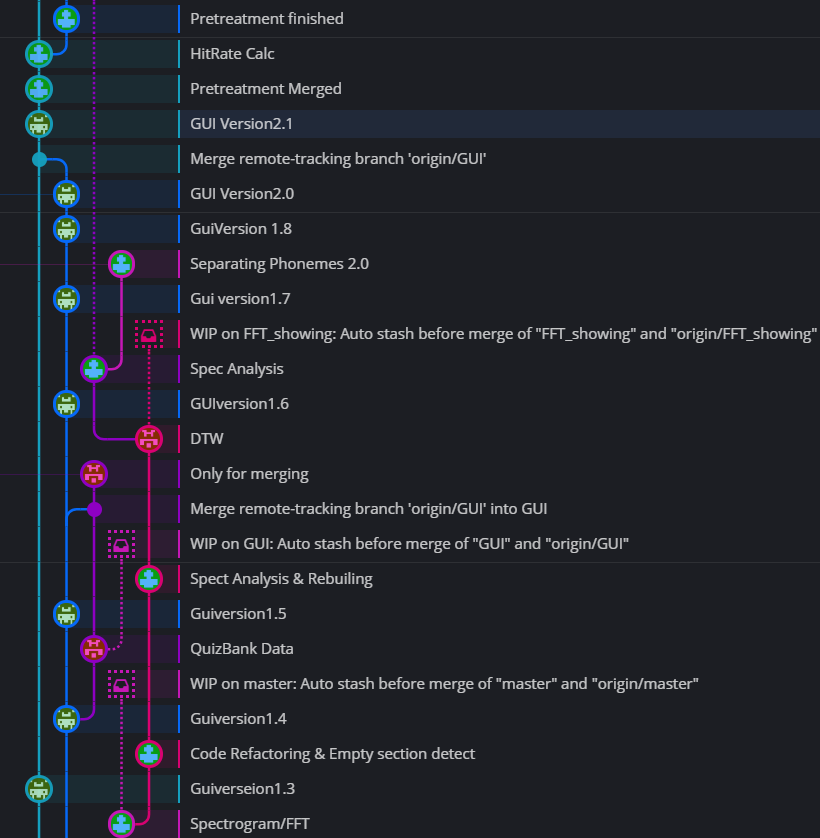 Pretreatment finished
HitRate Calc
Pretreatment Merged
GUI Version2.1
Merge remote-tracking branch 'origin/GUI'
GUI Version2.0
GuiVersion 1.8
Separating Phonemes 2.0
Gui version1.7
WIP on FFT_showing: Auto stash before merge of "FFT_showing" and "origin/FFT_showing"
Spec Analysis
GUIversion1.6
DTW
Only for merging
Merge remote-tracking branch 'origin/GUI' into GUI
WIP on GUI: Auto stash before merge of "GUI" and "origin/GUI"
Spect Analysis & Rebuiling
Guiversion1.5
QuizBank Data
WIP on master: Auto stash before merge of "master" and "origin/master"
Guiversion1.4
Code Refactoring & Empty section detect
Guiverseion1.3
Spectrogram/FFT